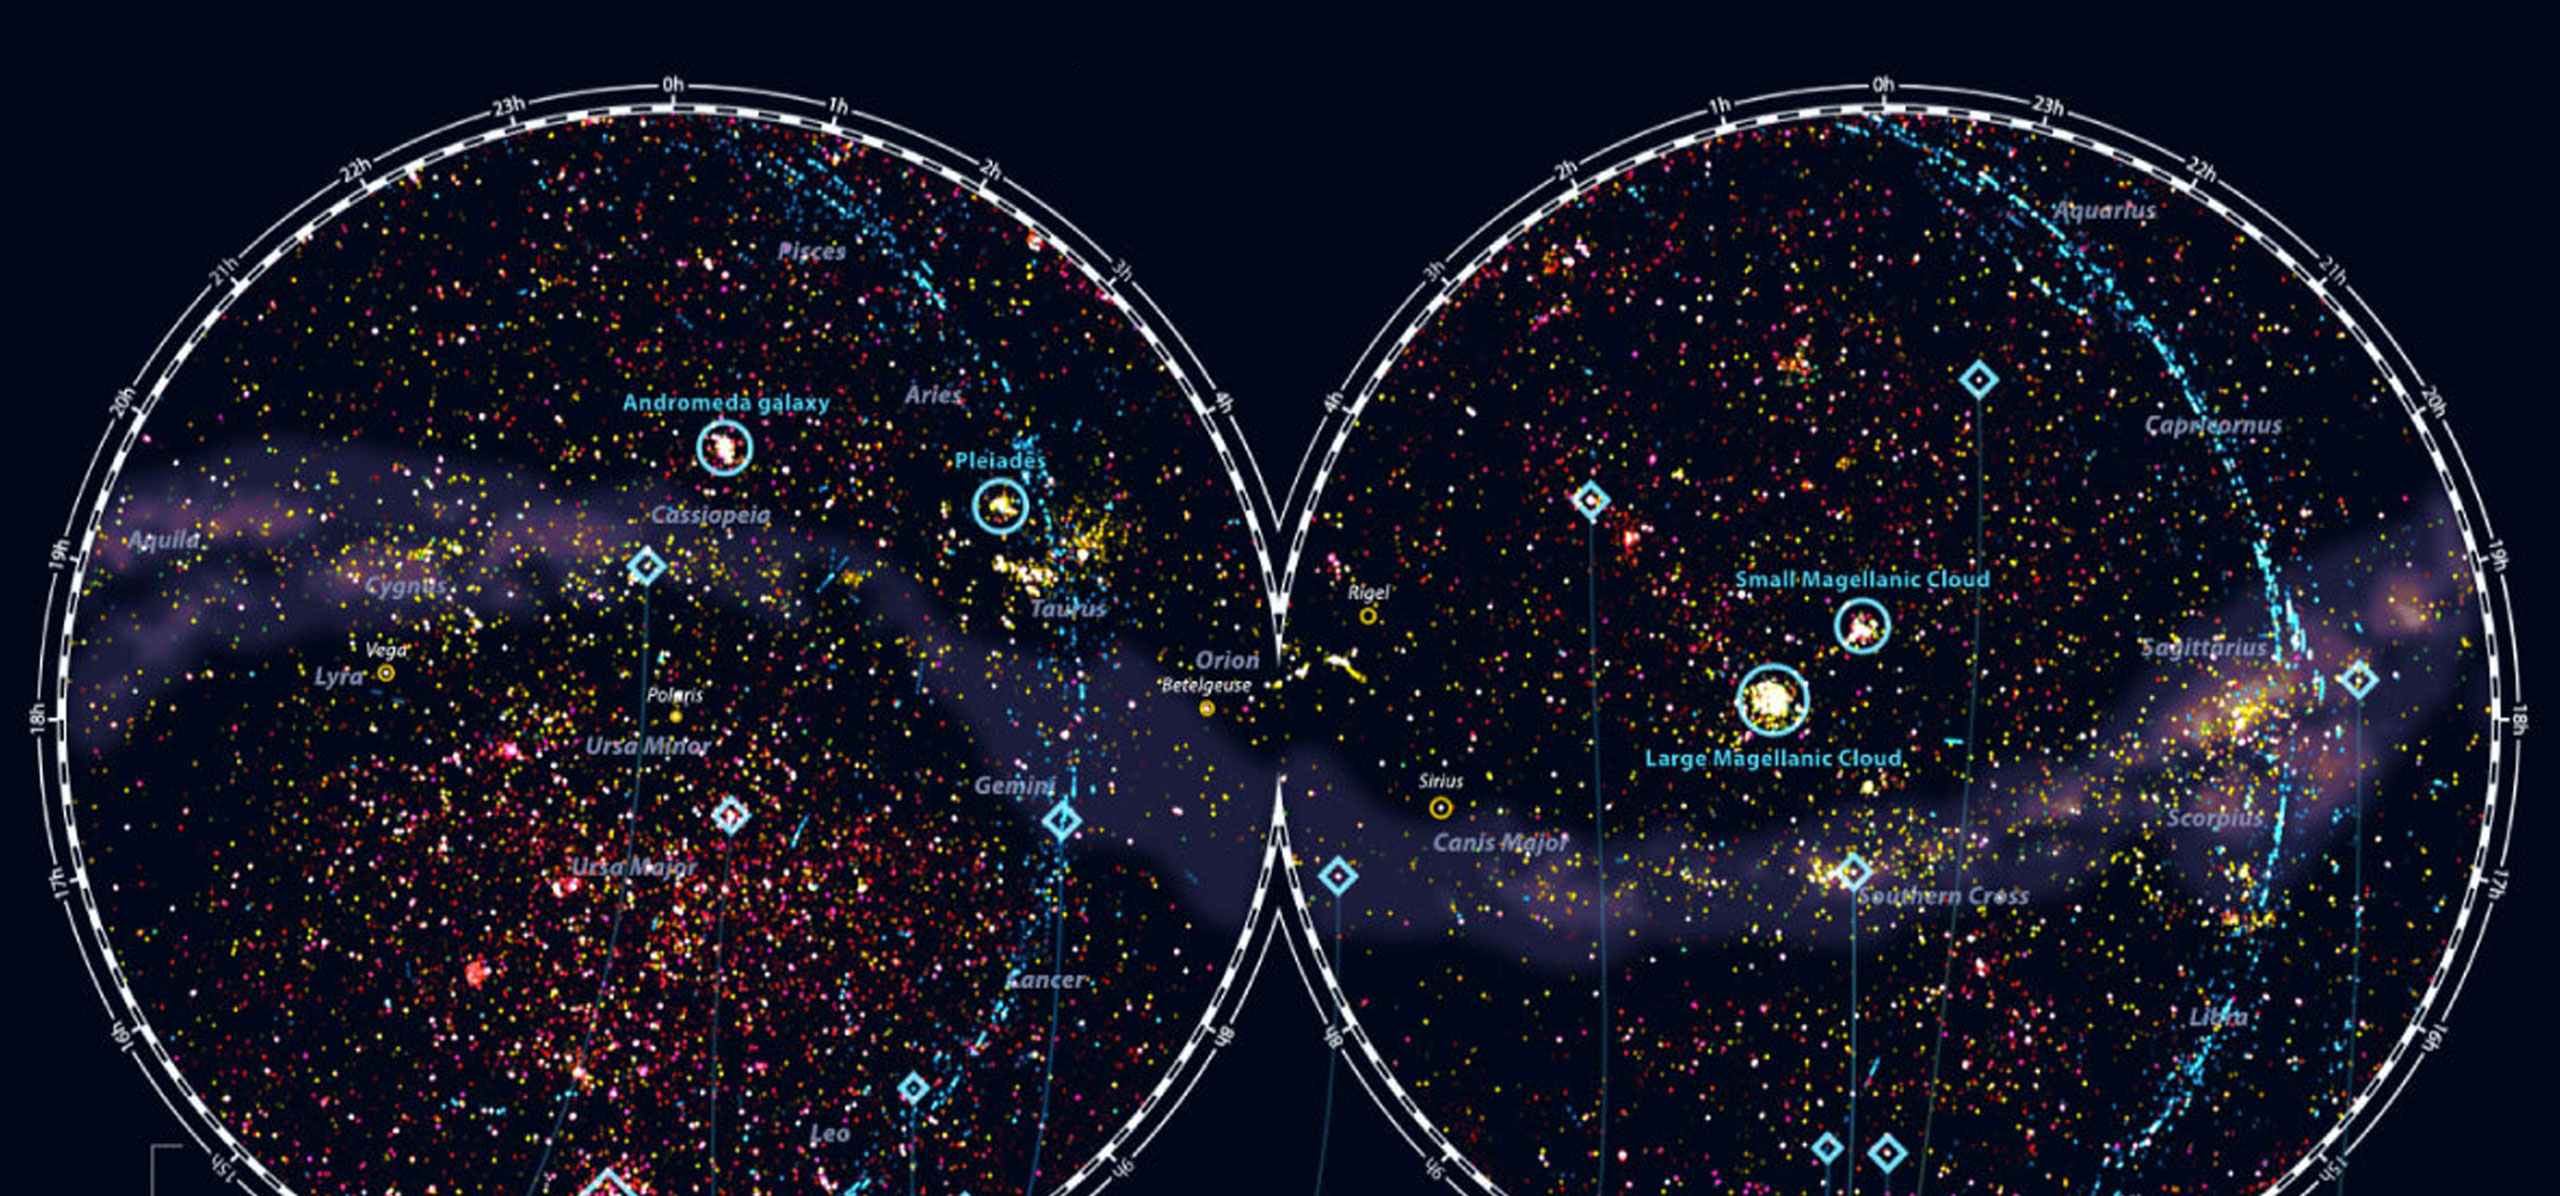 0h
23h
1h
22h
2h
21h
3h
20h
4h
19h
18h
17h
16h
15h
8h
9h
Pisces
Aries
Andromeda galaxy
Pleiades
Cassiopeia
Aquila
Cygnus
Taurus
Vega
Lyra
Polaris
Ursa Minor
Orion
Betelgeuse
Gemini
Ursa Major
Cancer
Leo
0h
1h
23h
2h
22h
3h
21h
4h
20h
19h
18h
17h
16h
15h
8h
9h
Aquarius
Capricornus
Rigel
Small Magellanic Cloud
Sagittarius
Large Magellanic Cloud
Sirius
Canis Major
Scorpius
Southern Cross
Libra